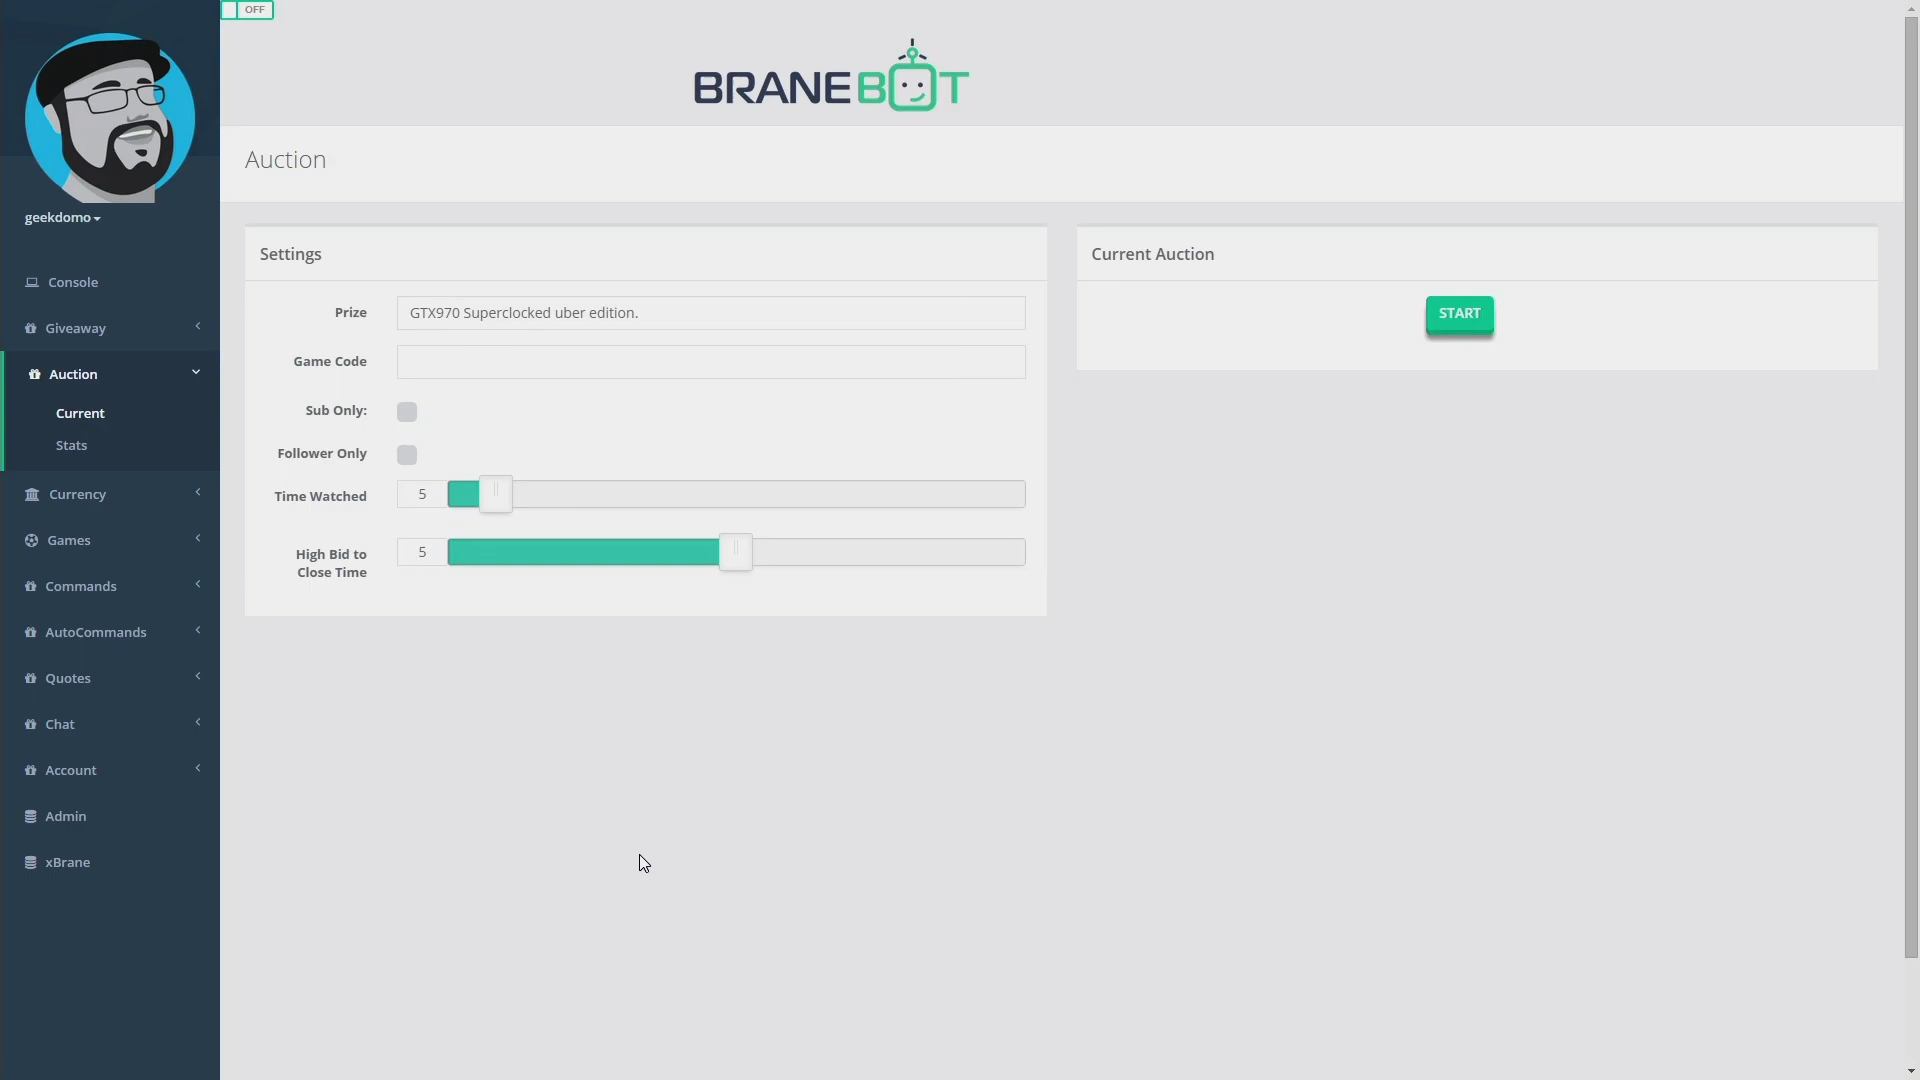 OFF
BRANEBOT
Auction
geekdomo
Console
Giveaway
Auction
Current
Stats
Currency
Games
Commands
AutoCommands
Quotes
Chat
Account
Admin
xBrane
Settings
Prize
GTX970 Superclocked uber edition.
Game Code
Sub Only:
Follower Only
Time Watched
5
High Bid to
Close Time
5
Current Auction
START